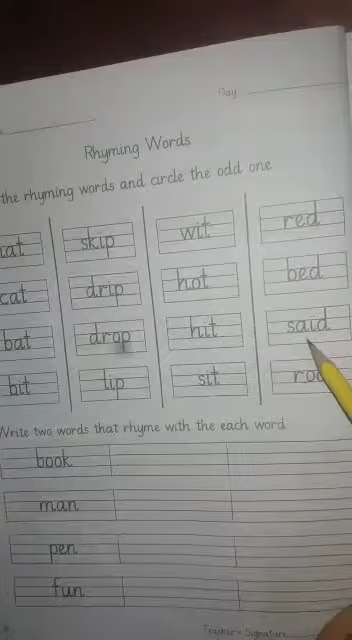 Day
Rhyming Words
the rhyming words and circle the odd one
cat skip wit red
cat drip hot bed
bat drop hit said
bit lip sit
Write two words that rhyme with the each word
book
man
pen
fun
Teacher's Signature